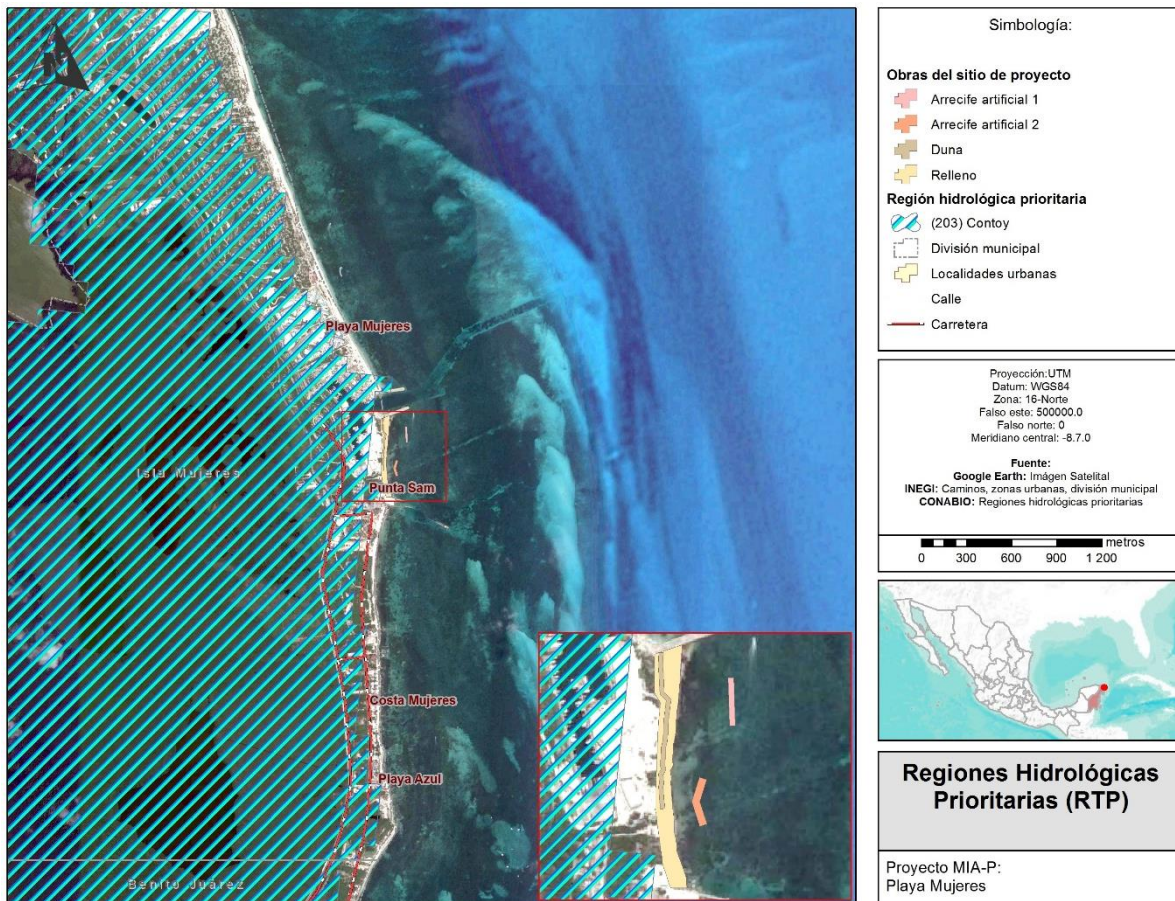 N
Playa Mujeres
Isla Mujeres
Punta Sam
Costa Mujeres
Playa Azul
Benito Juárez
Simbología:
Obras del sitio de proyecto
Arrecife artificial 1
Arrecife artificial 2
Duna
Relleno
Región hidrológica prioritaria
(203) Contoy
División municipal
Localidades urbanas
Calle
Carretera
Proyección:UTM
Datum: WGS84
Zona: 16-Norte
Falso este: 500000.0
Falso norte: 0
Meridiano central: -8.7.0
Fuente:
Google Earth: Imágen Satelital
INEGI: Caminos, zonas urbanas, división municipal
CONABIO: Regiones hidrológicas prioritarias
metros
0 300 600 900 1 200
Regiones Hidrológicas
Prioritarias (RTP)
Proyecto MIA-P:
Playa Mujeres